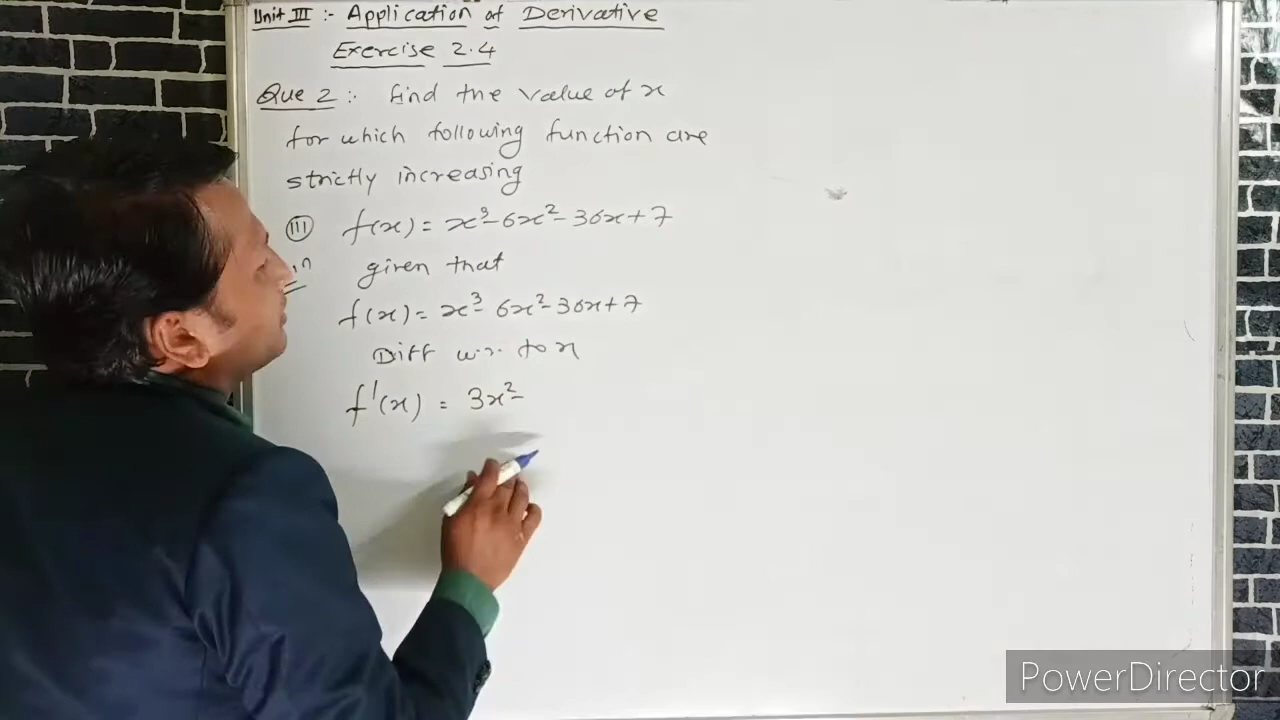 Unit III :- Application of Derivative
Exercise 2.4
Que 2 :- find the value of x
for which following function are
strictly increasing
(III) f(x) = x³-6x²-36x+7
given that
f(x) = x³-6x²-36x+7
Diff w.r. to x
f'(x) = 3x²-
PowerDirector